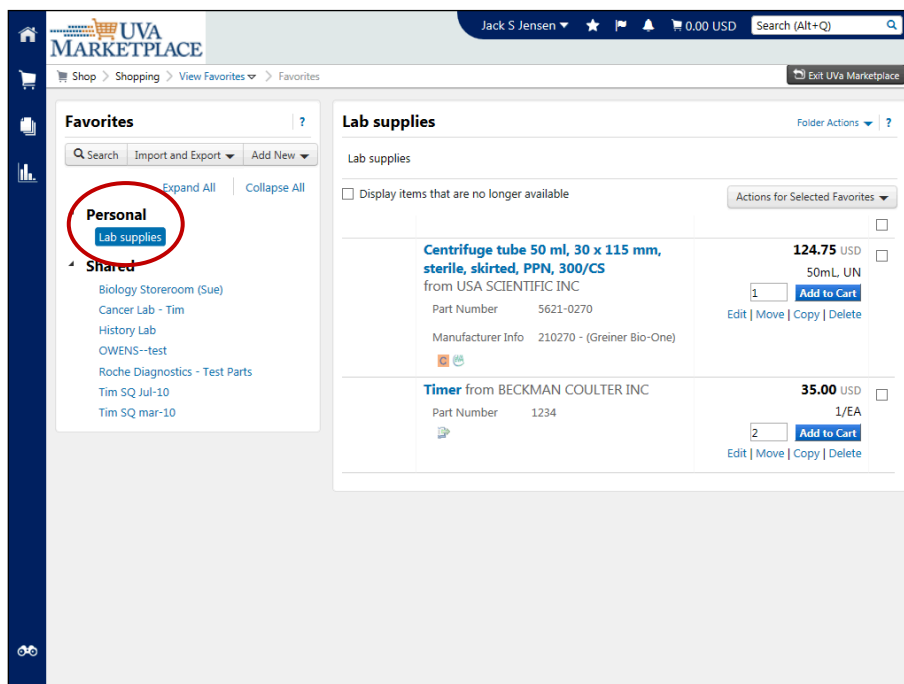 UVA
MARKETPLACE
Jack S Jensen
0.00 USD
Search (Alt+Q)
Shop > Shopping > View Favorites > Favorites
Exit UVa Marketplace
Favorites
?
Search
Import and Export
Add New
Expand All
Collapse All
Personal
Lab supplies
Shared
Biology Storeroom (Sue)
Cancer Lab - Tim
History Lab
OWENS--test
Roche Diagnostics - Test Parts
Tim SQ Jul-10
Tim SQ mar-10
Lab supplies
Folder Actions
?
Lab supplies
Display items that are no longer available
Actions for Selected Favorites
Centrifuge tube 50 ml, 30 x 115 mm,
sterile, skirted, PPN, 300/CS
from USA SCIENTIFIC INC
Part Number 5621-0270
Manufacturer Info 210270 - (Greiner Bio-One)
C
124.75 USD
50mL, UN
1 Add to Cart
Edit | Move | Copy | Delete
Timer from BECKMAN COULTER INC
Part Number 1234
35.00 USD
1/EA
2 Add to Cart
Edit | Move | Copy | Delete